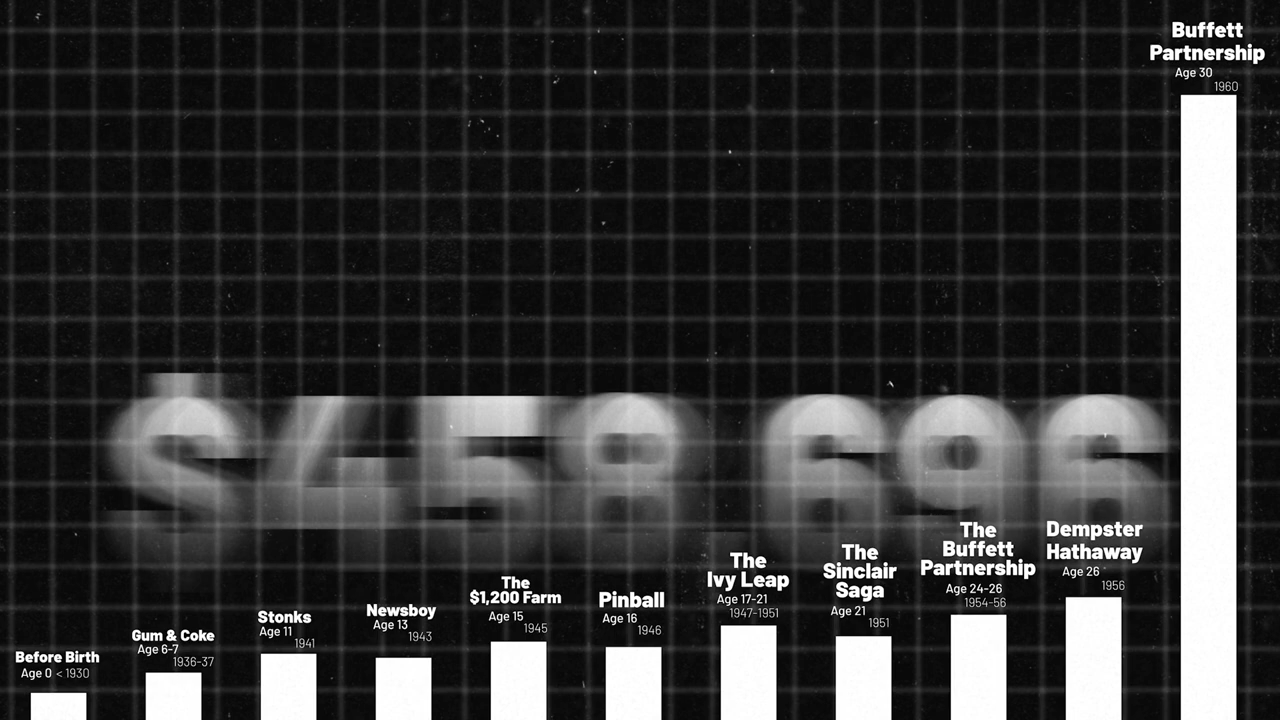 Buffett
Partnership
Age 30
1960
$458 696
Before Birth
Age 0 < 1930
Gum & Coke
Age 6-7
1936-37
Stonks
Age 11
1941
Newsboy
Age 13
1943
The
$1,200 Farm
Age 15
1945
Pinball
Age 16
1946
The
Ivy Leap
Age 17-21
1947-1951
The
Sinclair
Saga
Age 21
1951
The
Buffett
Partnership
Age 24-26
1954-56
Dempster
Hathaway
Age 26
1956